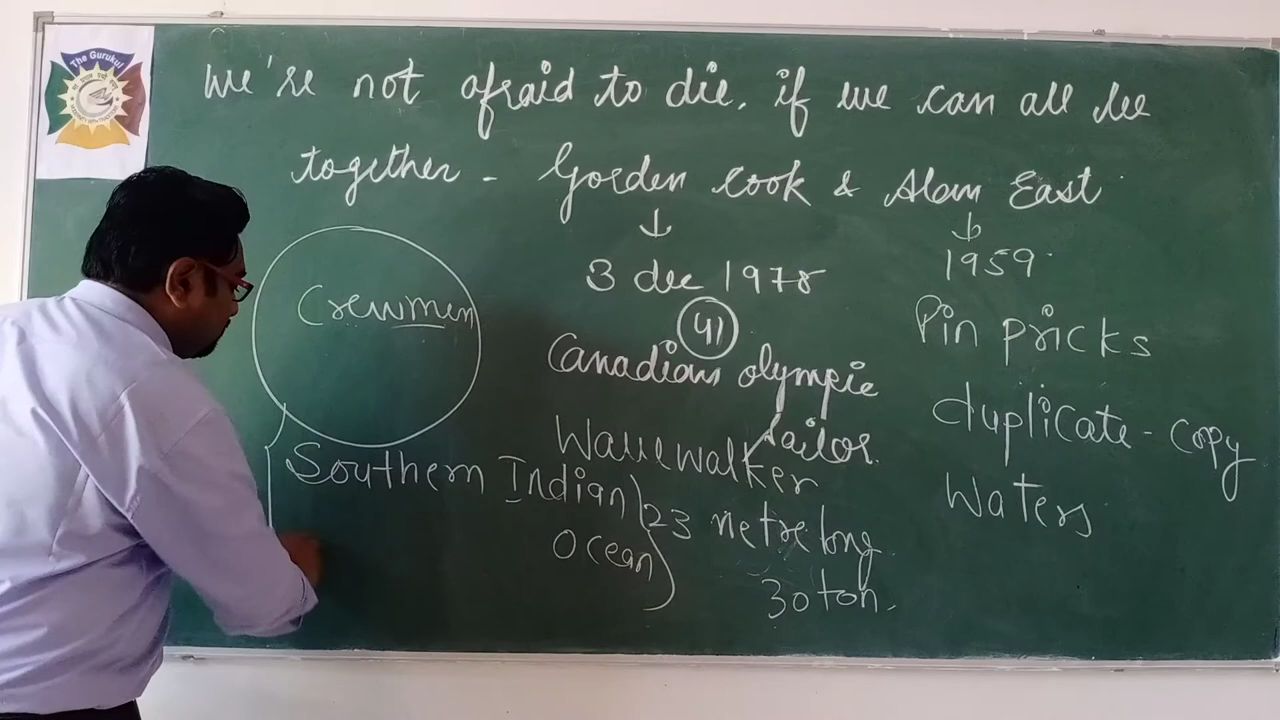 The Gurukul
We're not afraid to die, if we can all be
together - Gorden Cook & Alam East
↓ ↓
3 dec 1978
1959
Crewmen
41
Pin pricks
Canadian olympic
sailor.
duplicate - copy
Wavewalker
Southern Indian
Ocean
23 metre long
30 ton.
Waters